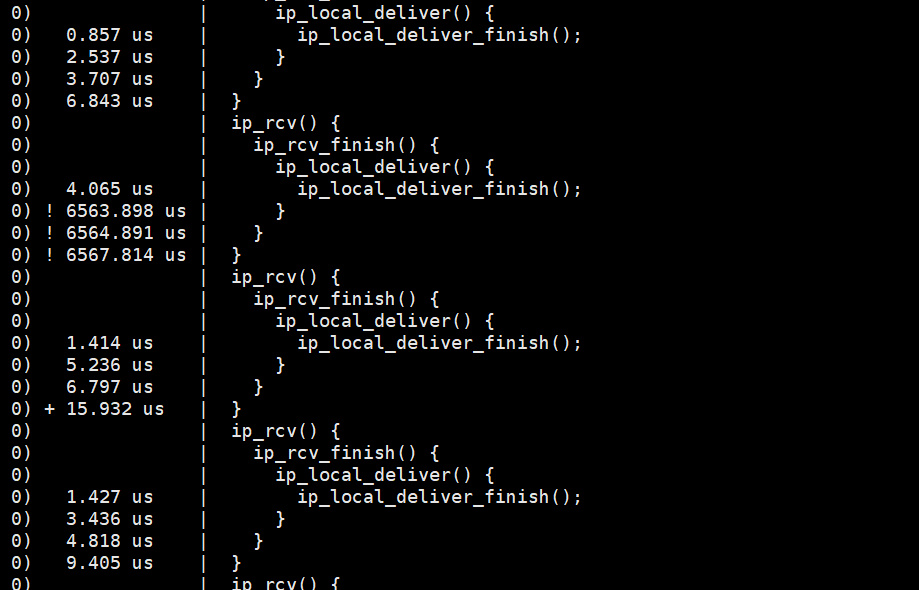 0)               |      ip_local_deliver() {
0)   0.857 us    |        ip_local_deliver_finish();
0)   2.537 us    |      }
0)   3.707 us    |    }
0)   6.843 us    |  }
0)               |  ip_rcv() {
0)               |    ip_rcv_finish() {
0)               |      ip_local_deliver() {
0)   4.065 us    |        ip_local_deliver_finish();
0) ! 6563.898 us |      }
0) ! 6564.891 us |    }
0) ! 6567.814 us |  }
0)               |  ip_rcv() {
0)               |    ip_rcv_finish() {
0)               |      ip_local_deliver() {
0)   1.414 us    |        ip_local_deliver_finish();
0)   5.236 us    |      }
0)   6.797 us    |    }
0) + 15.932 us   |  }
0)               |  ip_rcv() {
0)               |    ip_rcv_finish() {
0)               |      ip_local_deliver() {
0)   1.427 us    |        ip_local_deliver_finish();
0)   3.436 us    |      }
0)   4.818 us    |    }
0)   9.405 us    |  }
0)               |  ip_rcv() {